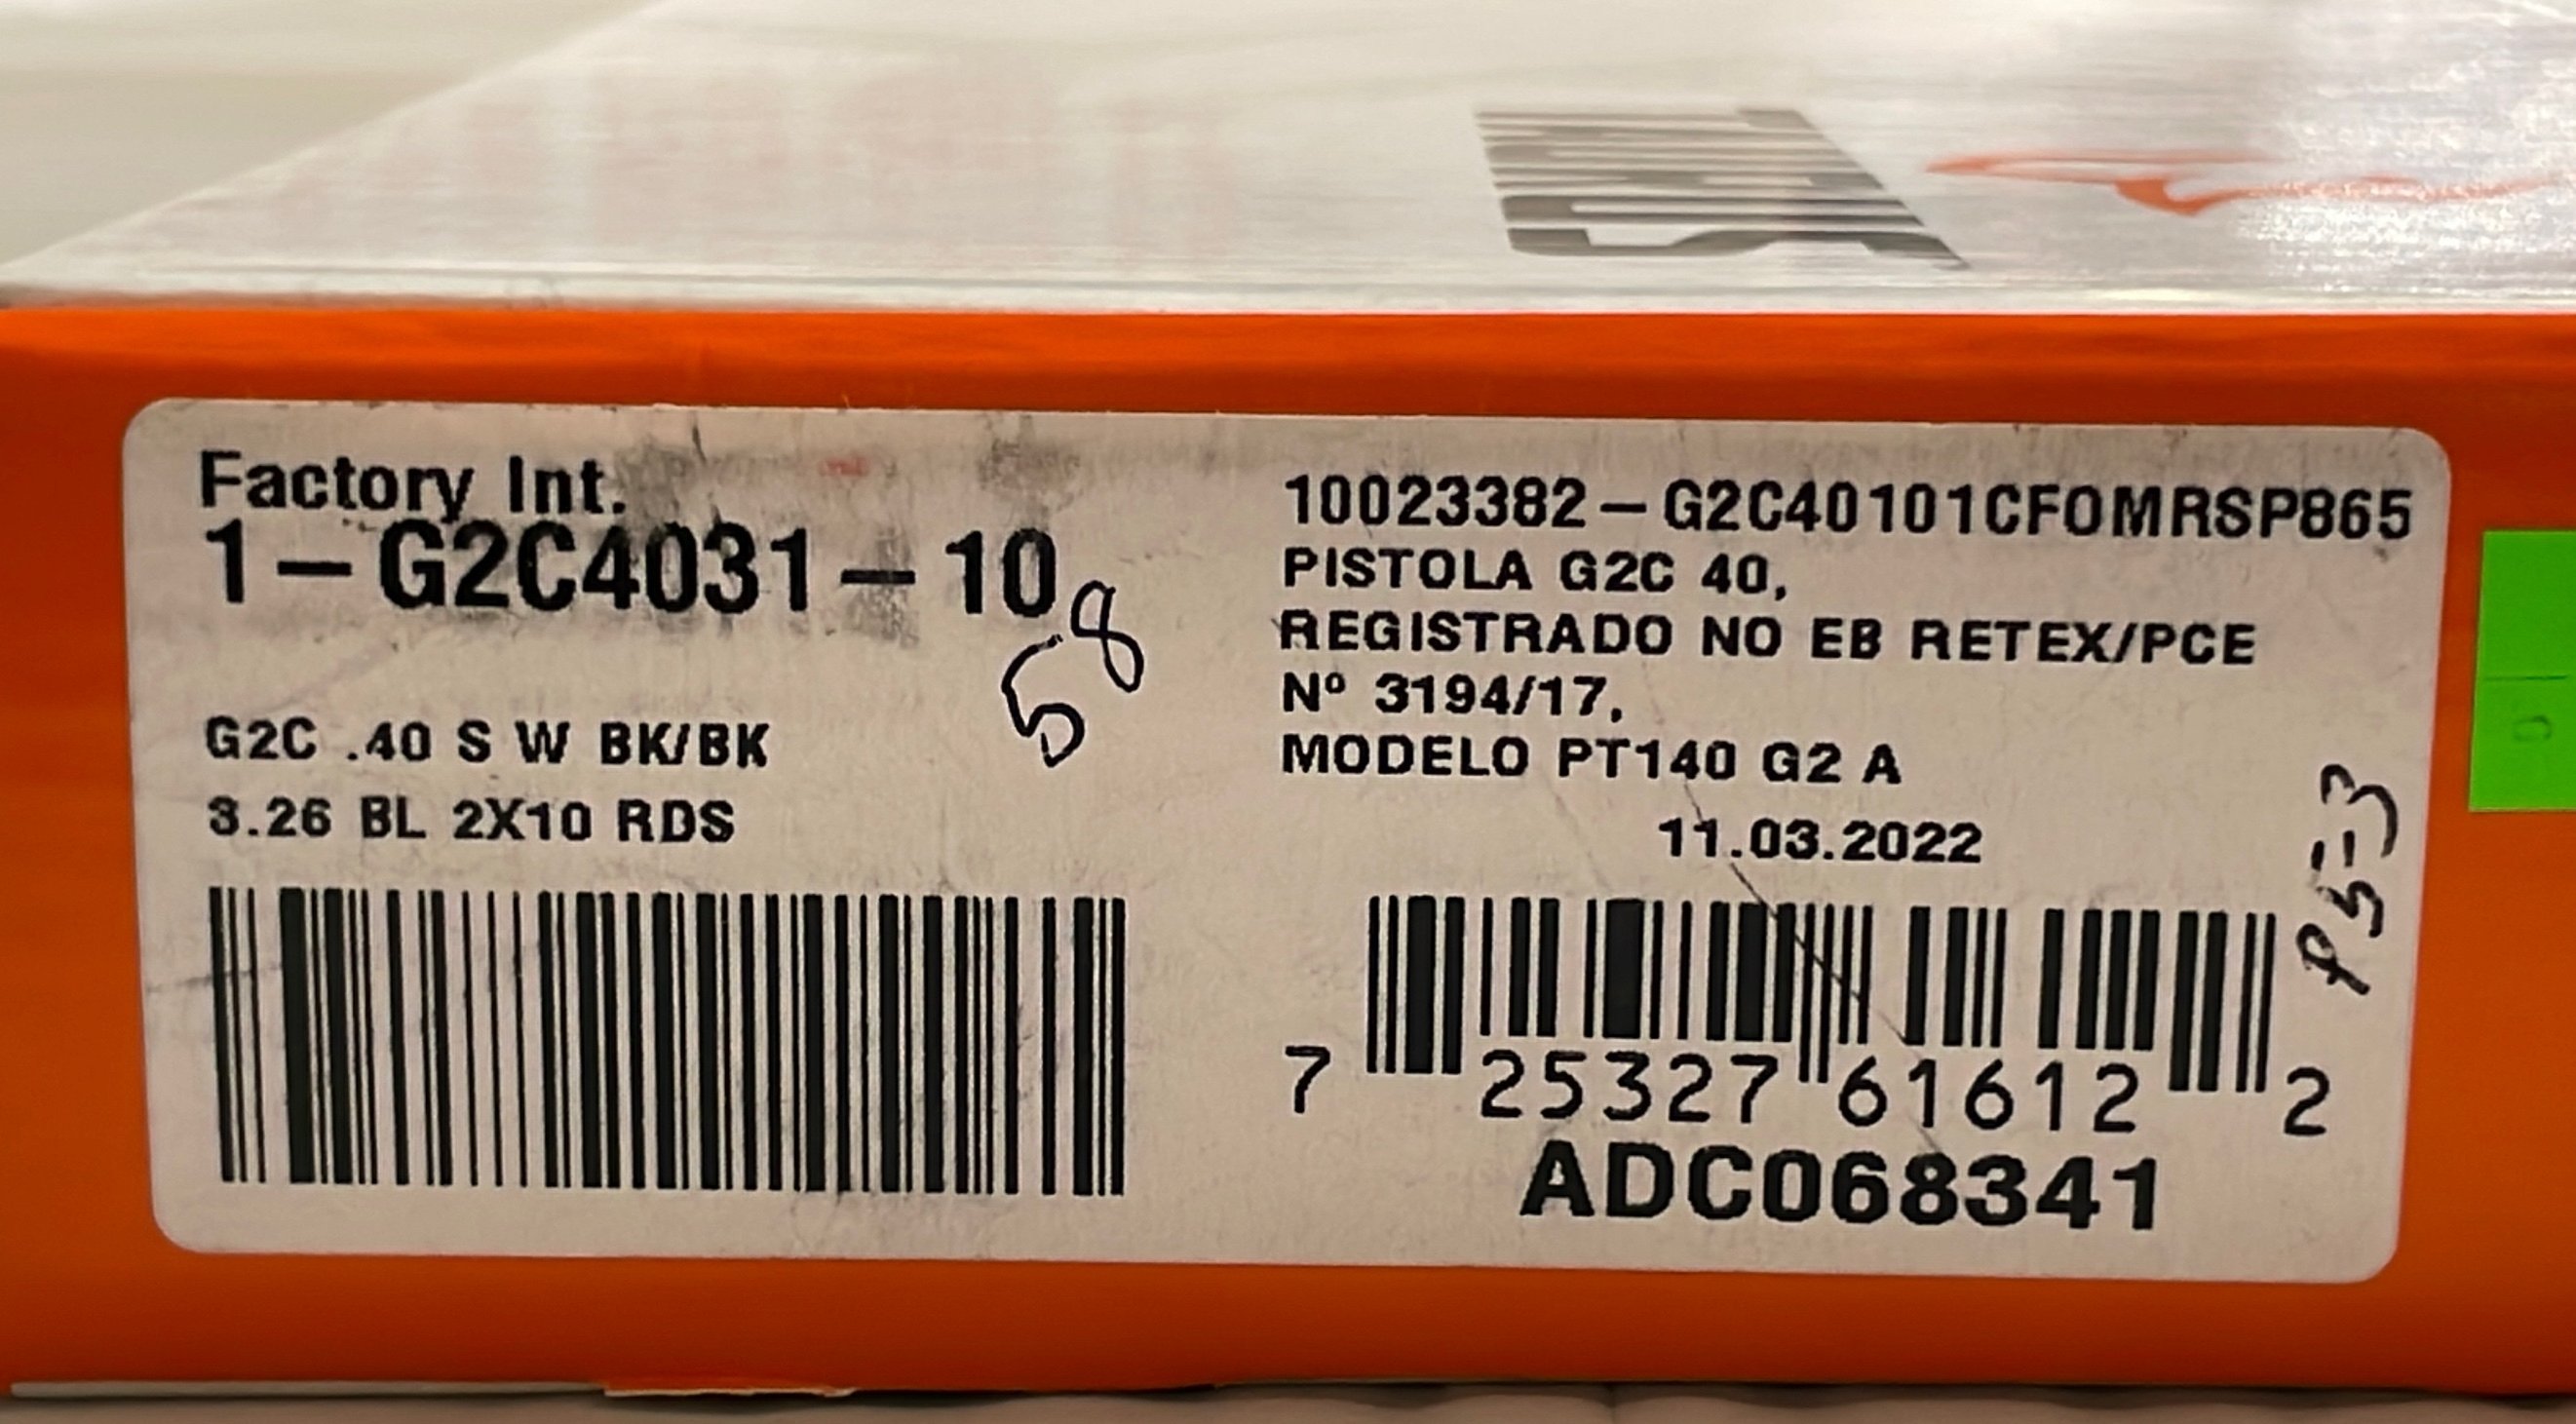 Factory Int.
1-G2C4031-10
58
G2C .40 S W BK/BK
3.26 BL 2X10 RDS
10023382-G2C40101CFOMRSP865
PISTOLA G2C 40,
REGISTRADO NO EB RETEX/PCE
Nº 3194/17,
MODELO PT140 G2 A
11.03.2022
7 25327 61612 2
ADC068341